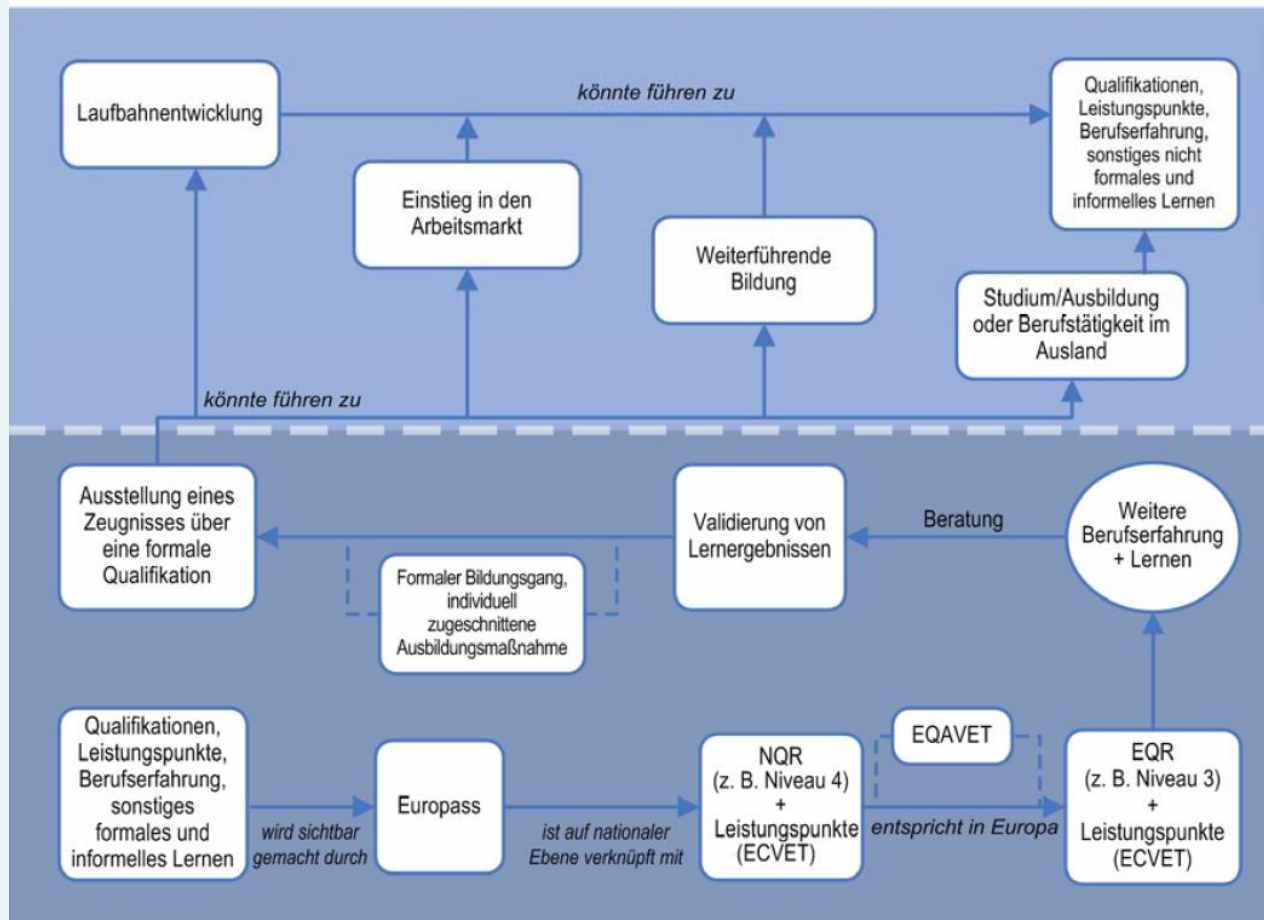 Laufbahnentwicklung
könnte führen zu
Qualifikationen,
Leistungspunkte,
Berufserfahrung,
sonstiges nicht
formales und
informelles Lernen
Einstieg in den
Arbeitsmarkt
Weiterführende
Bildung
Studium/Ausbildung
oder Berufstätigkeit im
Ausland
könnte führen zu
Ausstellung eines
Zeugnisses über
eine formale
Qualifikation
Formaler Bildungsgang,
individuell
zugeschnittene
Ausbildungsmaßnahme
Validierung von
Lernergebnissen
Beratung
Weitere
Berufserfahrung
+ Lernen
Qualifikationen,
Leistungspunkte,
Berufserfahrung,
sonstiges
formales und
informelles Lernen
wird sichtbar
gemacht durch
Europass
ist auf nationaler
Ebene verknüpft mit
NQR
(z. B. Niveau 4)
+
Leistungspunkte
(ECVET)
EQAVET
entspricht in Europa
EQR
(z. B. Niveau 3)
+
Leistungspunkte
(ECVET)